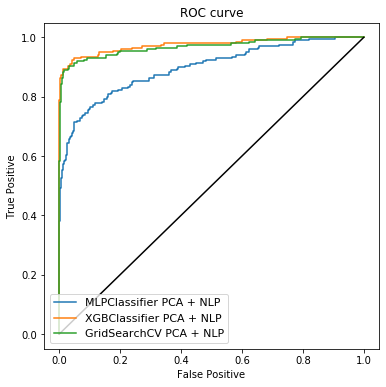 ROC curve
True Positive
1.0
0.8
0.6
0.4
0.2
0.0
MLPClassifier PCA + NLP
XGBClassifier PCA + NLP
GridSearchCV PCA + NLP
0.0 0.2 0.4 0.6 0.8 1.0
False Positive